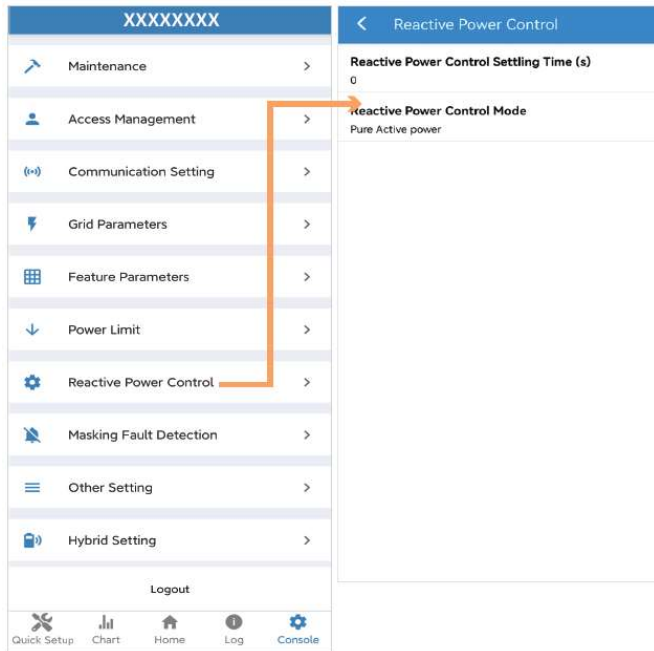 XXXXXXXX
Maintenance
Access Management
Communication Setting
Grid Parameters
Feature Parameters
Power Limit
Reactive Power Control
Masking Fault Detection
Other Setting
Hybrid Setting
Logout
Quick Setup Chart Home Log Console
Reactive Power Control
Reactive Power Control Settling Time (s)
0
Reactive Power Control Mode
Pure Active power